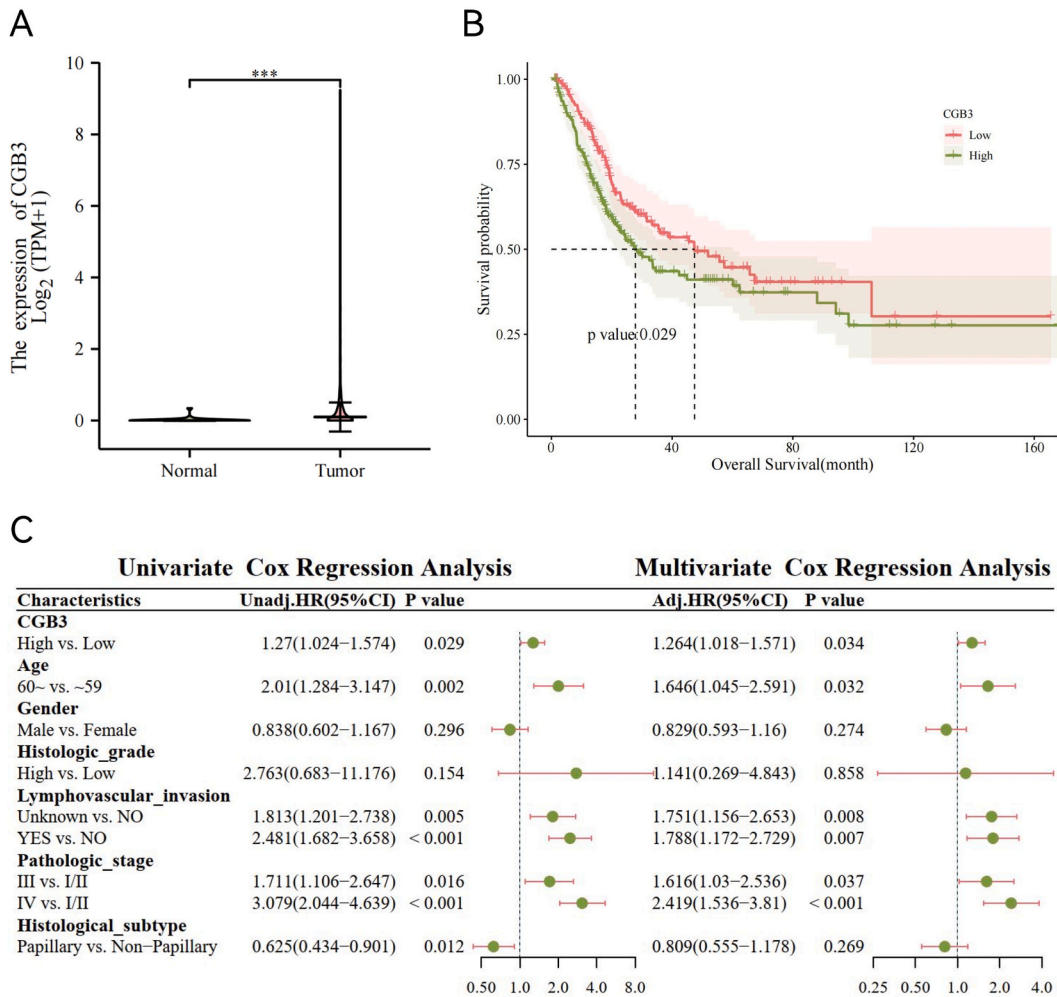 A
The expression of CGB3
Log2 (TPM+1)
10
8
6
4
2
0
***
Normal
Tumor
B
Survival probability
1.00
0.75
0.50
0.25
0.00
CGB3
Low
High
p value:0.029
0
40
80
120
160
Overall Survival(month)
C
Univariate Cox Regression Analysis Multivariate Cox Regression Analysis
Characteristics Unadj.HR(95%CI) P value Adj.HR(95%CI) P value
CGB3
High vs. Low 1.27(1.024−1.574) 0.029 1.264(1.018−1.571) 0.034
Age
60~ vs. ~59 2.01(1.284−3.147) 0.002 1.646(1.045−2.591) 0.032
Gender
Male vs. Female 0.838(0.602−1.167) 0.296 0.829(0.593−1.16) 0.274
Histologic_grade
High vs. Low 2.763(0.683−11.176) 0.154 1.141(0.269−4.843) 0.858
Lymphovascular_invasion
Unknown vs. NO 1.813(1.201−2.738) 0.005 1.751(1.156−2.653) 0.008
YES vs. NO 2.481(1.682−3.658) < 0.001 1.788(1.172−2.729) 0.007
Pathologic_stage
III vs. I/II 1.711(1.106−2.647) 0.016 1.616(1.03−2.536) 0.037
IV vs. I/II 3.079(2.044−4.639) < 0.001 2.419(1.536−3.81) < 0.001
Histological_subtype
Papillary vs. Non−Papillary 0.625(0.434−0.901) 0.012 0.809(0.555−1.178) 0.269
0.50 1.0 2.0 4.0 8.0 0.25 0.50 1.0 2.0 4.0